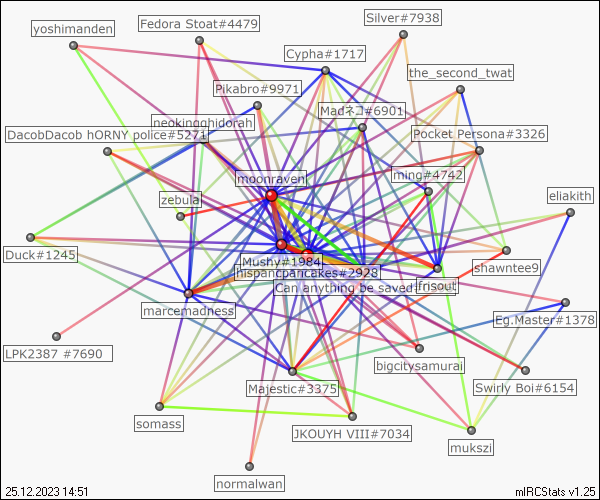 Silver#7938
Fedora Stoat#4479
yoshimanden
Cypha#1717
the_second_twat
Pikabro#9971
Madネコ#6901
neokingghidorah
DacobDacob hORNY police#5271
Pocket Persona#3326
moonraven
ming#4742
zebula
eliakith
Duck#1245
Mushy#1984
shawntee9
hispancpancakes#2928
Can anything be saved
frisout
marcemadness
Eg.Master#1378
LPK2387 #7690
bigcitysamurai
Majestic#3375
Swirly Boi#6154
somass
JKOUYH VIII#7034
mukszi
normalwan
25.12.2023 14:51
mIRCStats v1.25